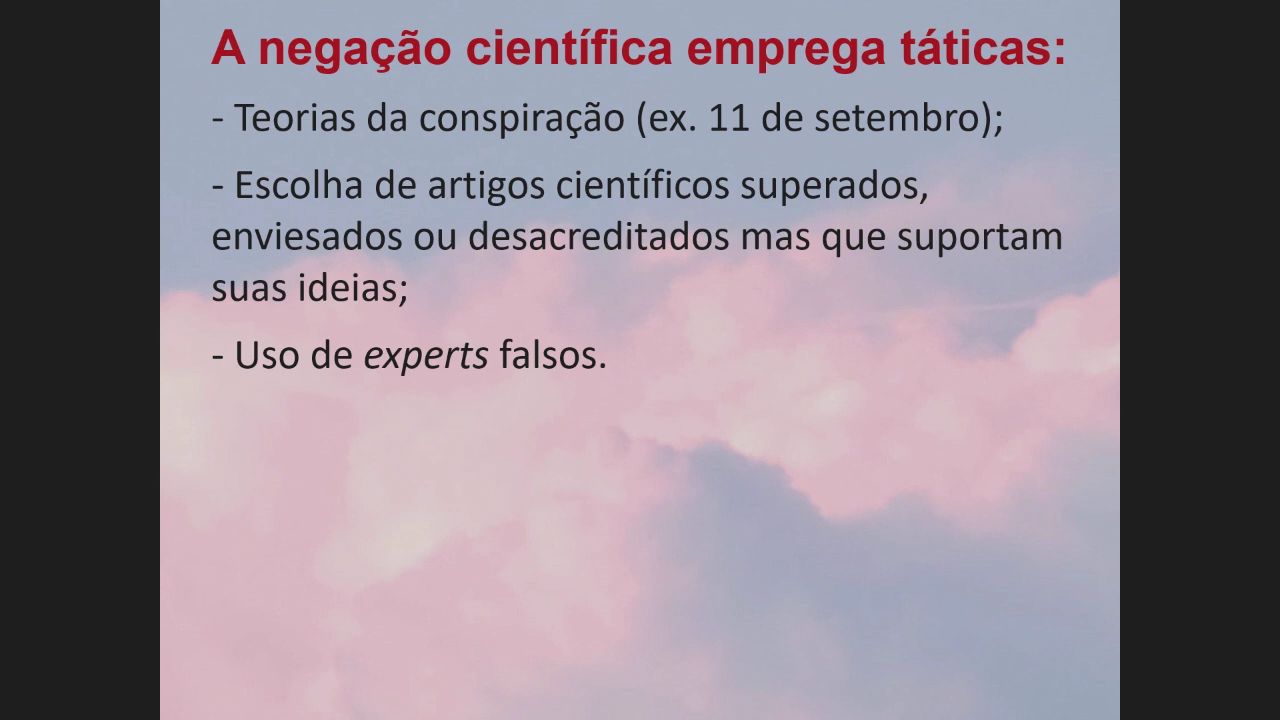 A negação científica emprega táticas:
- Teorias da conspiração (ex. 11 de setembro);
- Escolha de artigos científicos superados,
enviesados ou desacreditados mas que suportam
suas ideias;
- Uso de experts falsos.